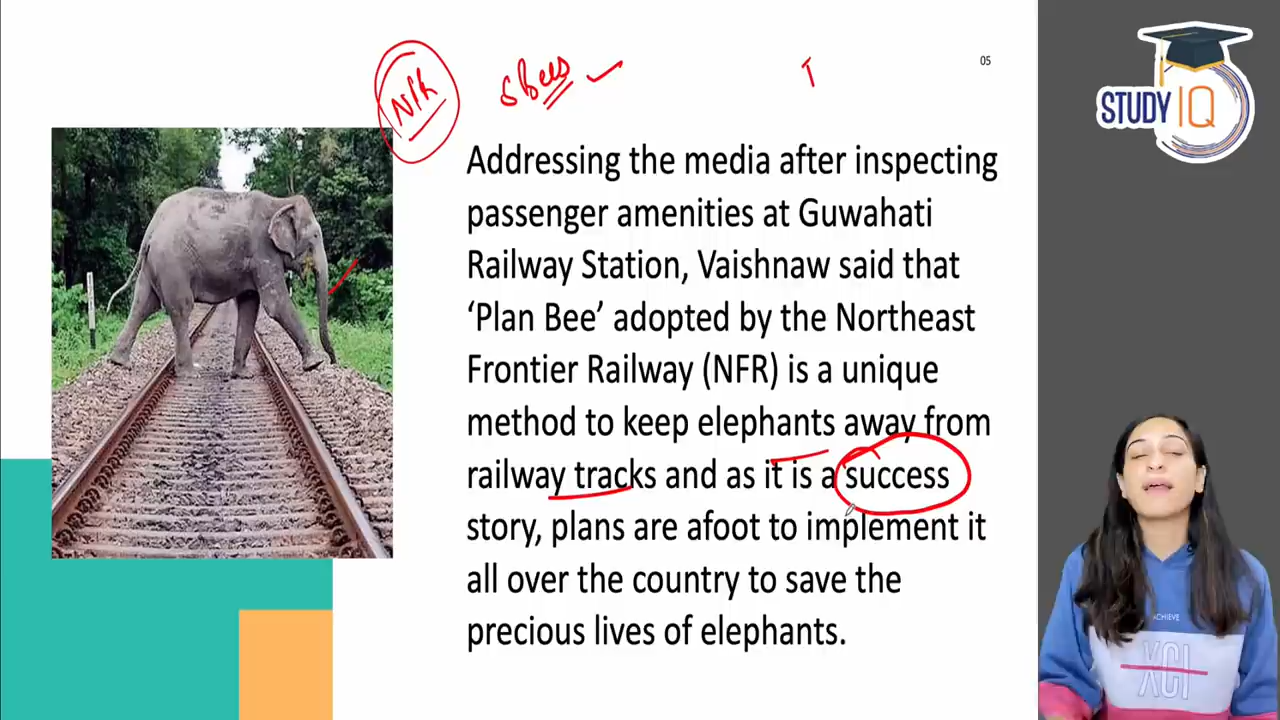 05
NFR
bees
STUDY IQ
Addressing the media after inspecting
passenger amenities at Guwahati
Railway Station, Vaishnaw said that
‘Plan Bee’ adopted by the Northeast
Frontier Railway (NFR) is a unique
method to keep elephants away from
railway tracks and as it is a success
story, plans are afoot to implement it
all over the country to save the
precious lives of elephants.
ACHIEVE
XCI